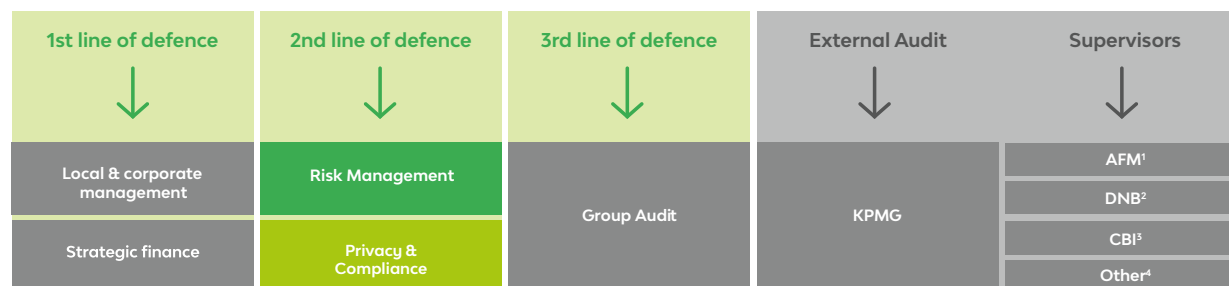 1st line of defence
2nd line of defence
3rd line of defence
External Audit
Supervisors
Local & corporate
management
Strategic finance
Risk Management
Privacy &
Compliance
Group Audit
KPMG
AFM¹
DNB²
CBI³
Other⁴